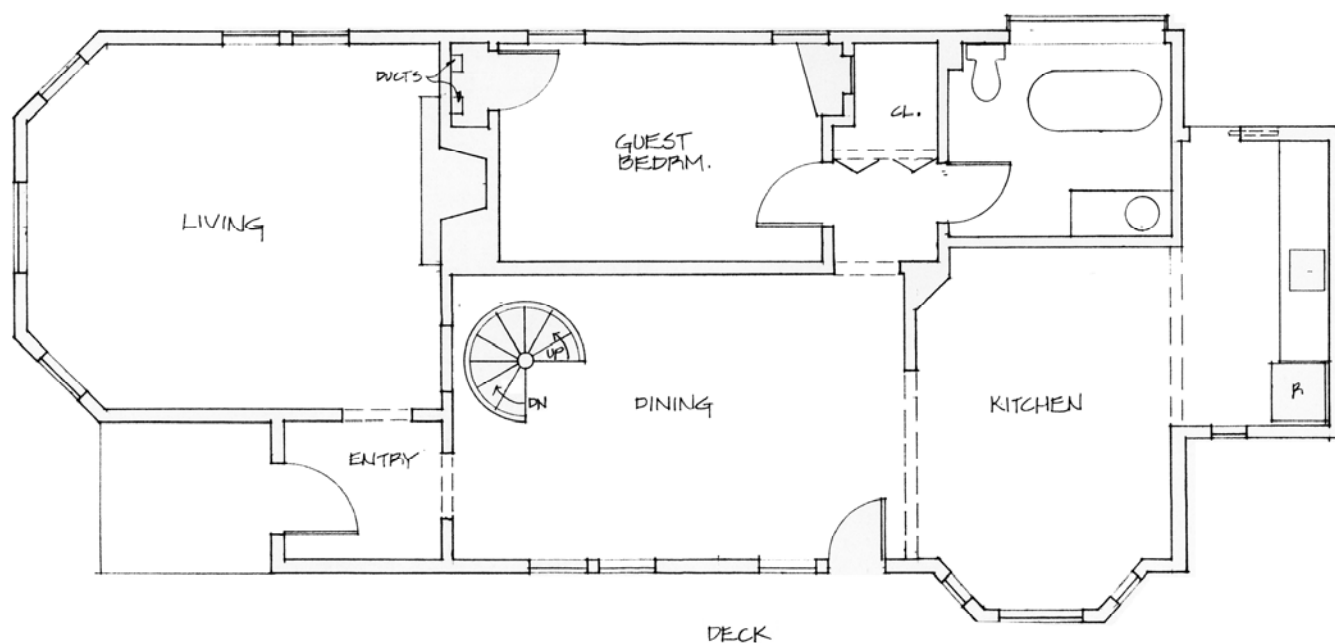 DUCTS
GUEST
BEDRM.
CL.
LIVING
UP
DN
DINING
KITCHEN
R
ENTRY
DECK